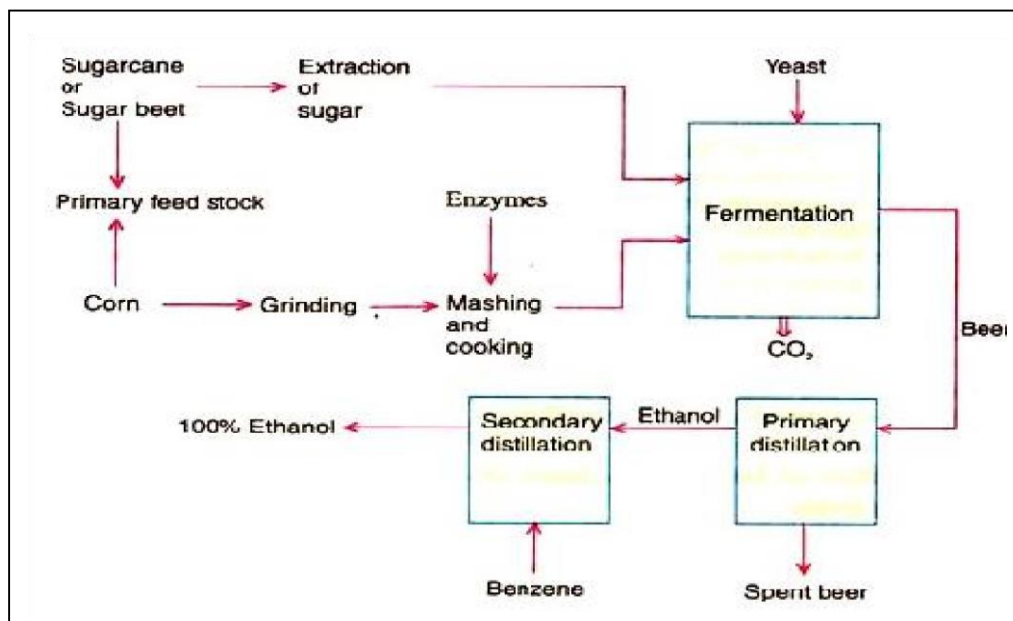 Sugarcane
or
Sugar beet
Extraction
of
sugar
Yeast
Primary feed stock
Enzymes
Fermentation
Corn
Grinding
Mashing
and
cooking
CO₂
Beer
100% Ethanol
Secondary
distillation
Ethanol
Primary
distillation
Benzene
Spent beer